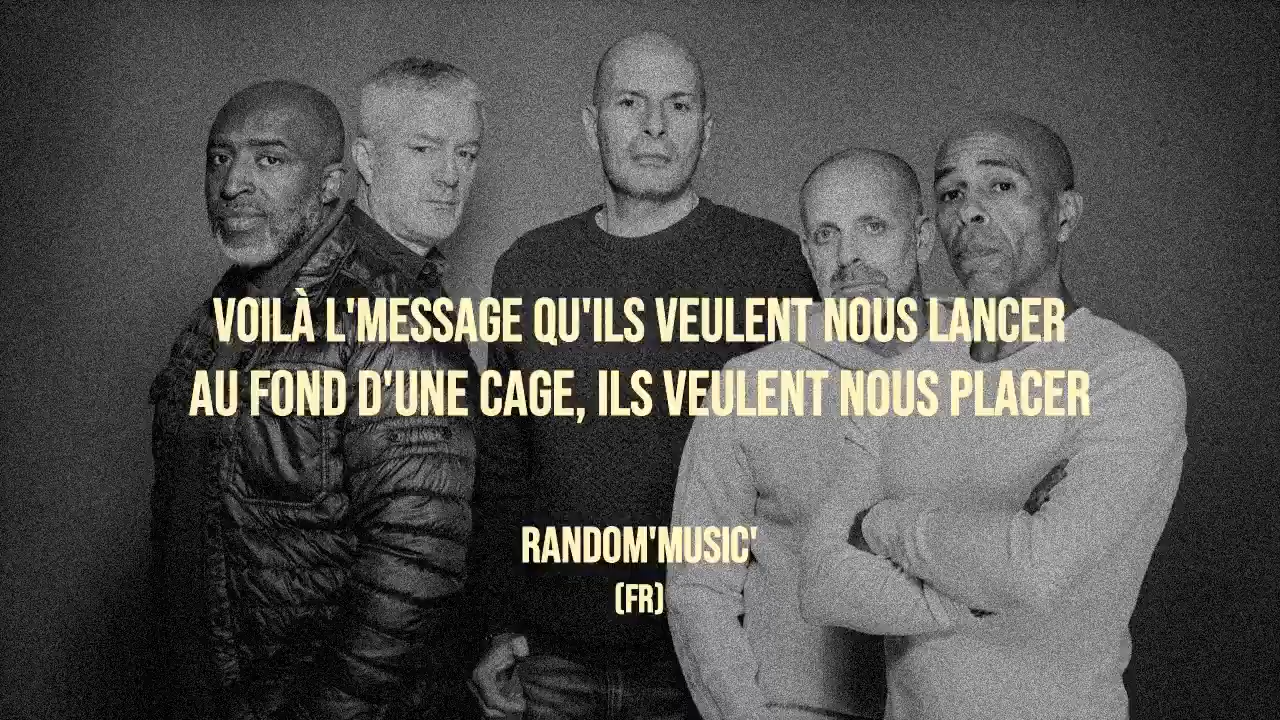 VOILÀ L'MESSAGE QU'ILS VEULENT NOUS LANCER
AU FOND D'UNE CAGE, ILS VEULENT NOUS PLACER
RANDOM'MUSIC'
(FR)